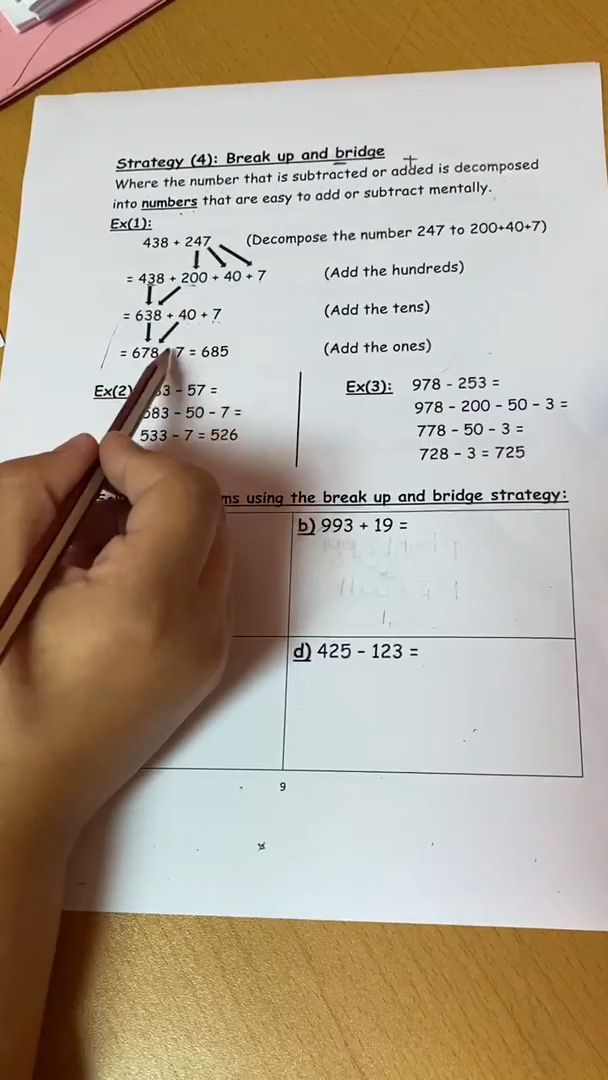 Strategy (4): Break up and bridge
Where the number that is subtracted or added is decomposed
into numbers that are easy to add or subtract mentally.
Ex(1):
438 + 247 (Decompose the number 247 to 200+40+7)
= 438 + 200 + 40 + 7 (Add the hundreds)
= 638 + 40 + 7 (Add the tens)
= 678 7 = 685 (Add the ones)
Ex(2) 3 - 57 =
583 - 50 - 7 =
533 - 7 = 526
Ex(3): 978 - 253 =
978 - 200 - 50 - 3 =
778 - 50 - 3 =
728 - 3 = 725
using the break up and bridge strategy:
b) 993 + 19 =
d) 425 - 123 =
9